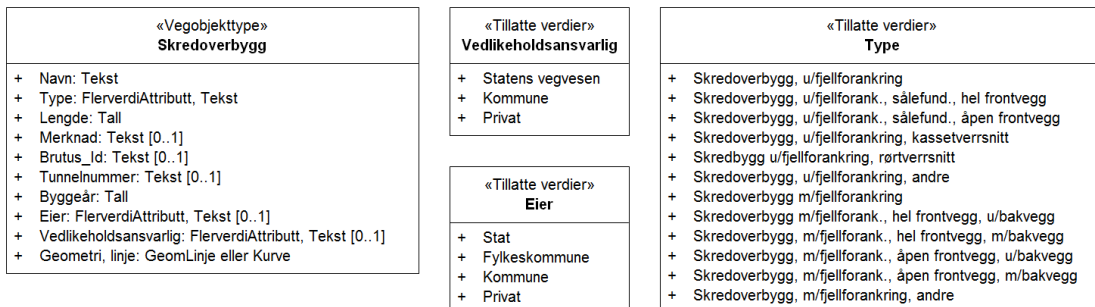 «Vegobjekttype»
Skredoverbygg
+ Navn: Tekst
+ Type: FlerverdiAttributt, Tekst
+ Lengde: Tall
+ Merknad: Tekst [0..1]
+ Brutus_Id: Tekst [0..1]
+ Tunnelnummer: Tekst [0..1]
+ Byggeår: Tall
+ Eier: FlerverdiAttributt, Tekst [0..1]
+ Vedlikeholdsansvarlig: FlerverdiAttributt, Tekst [0..1]
+ Geometri, linje: GeomLinje eller Kurve
«Tillatte verdier»
Vedlikeholdsansvarlig
+ Statens vegvesen
+ Kommune
+ Privat
«Tillatte verdier»
Eier
+ Stat
+ Fylkeskommune
+ Kommune
+ Privat
«Tillatte verdier»
Type
+ Skredoverbygg, u/fjellforankring
+ Skredoverbygg, u/fjellforank., sålefund., hel frontvegg
+ Skredoverbygg, u/fjellforank., sålefund., åpen frontvegg
+ Skredoverbygg, u/fjellforankring, kassetverrsnitt
+ Skredbygg u/fjellforankring, rørtverrsnitt
+ Skredoverbygg, u/fjellforankring, andre
+ Skredoverbygg m/fjellforankring
+ Skredoverbygg m/fjellforank., hel frontvegg, u/bakvegg
+ Skredoverbygg, m/fjellforank., hel frontvegg, m/bakvegg
+ Skredoverbygg, m/fjellforank., åpen frontvegg, u/bakvegg
+ Skredoverbygg, m/fjellforank., åpen frontvegg, m/bakvegg
+ Skredoverbygg, m/fjellforankring, andre